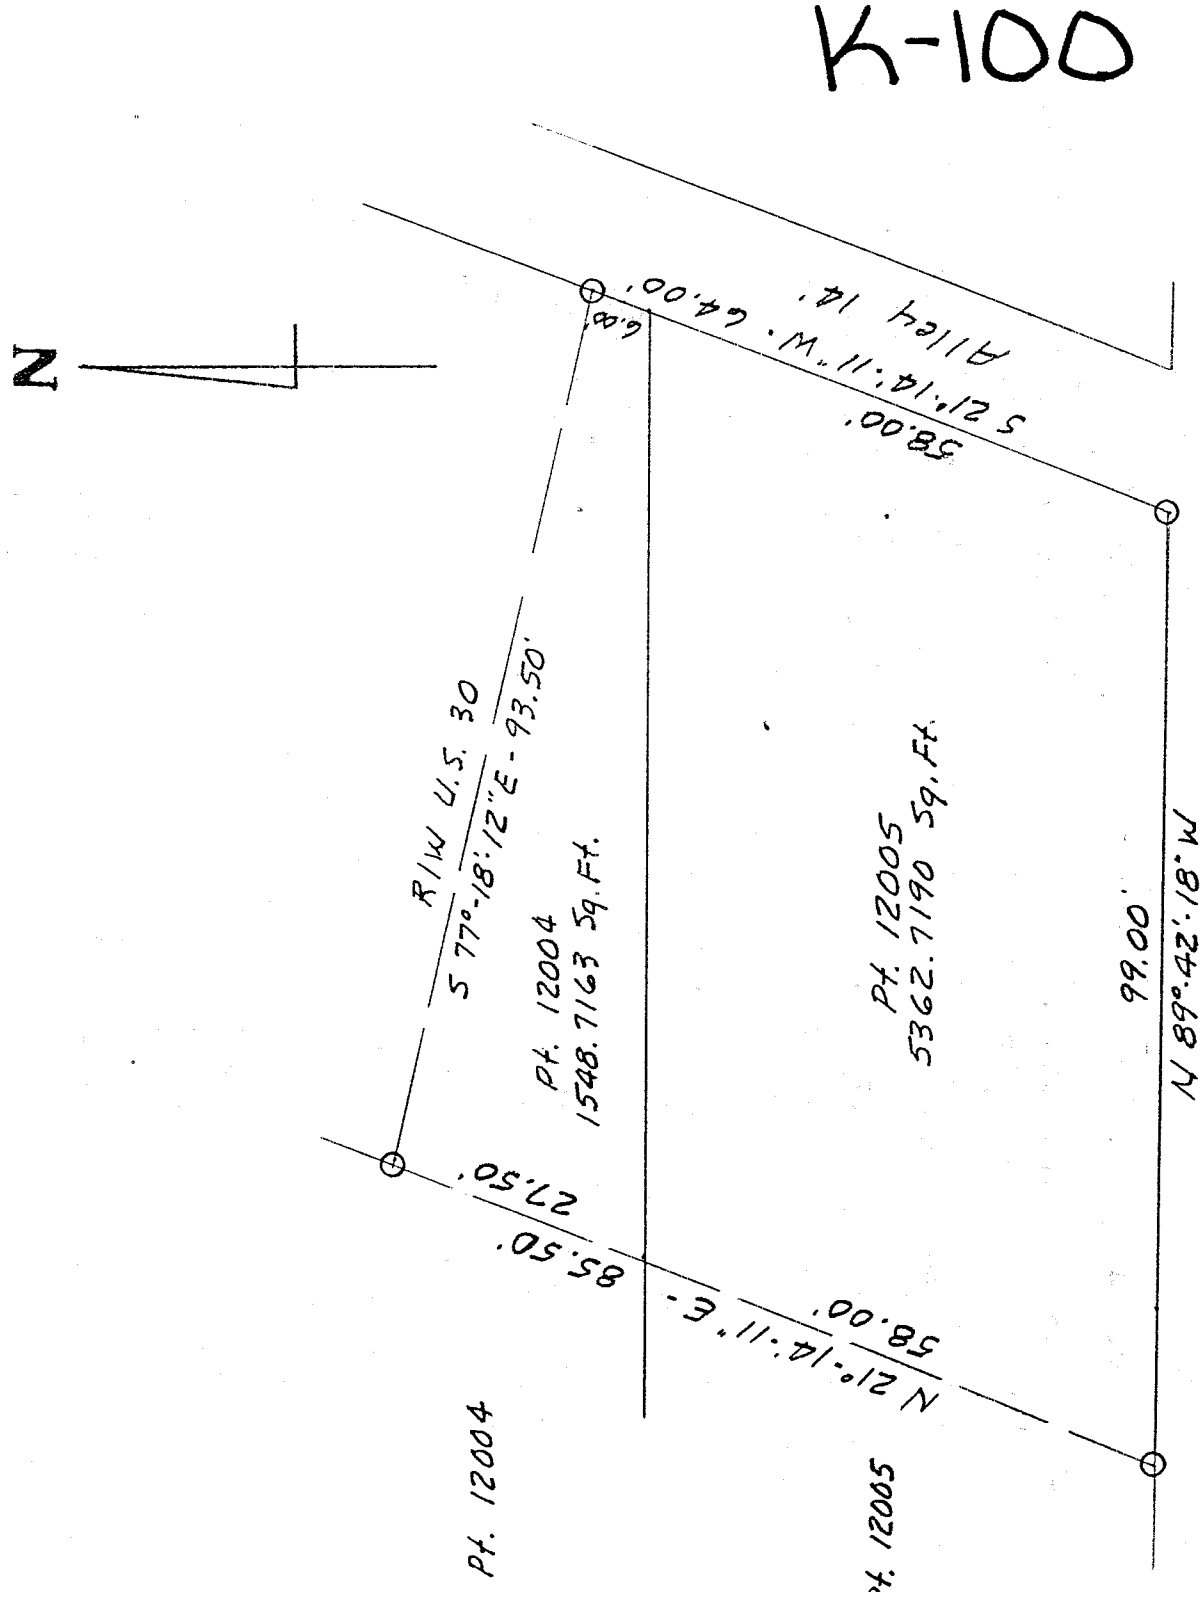 K-100
N
R/W U.S. 30
S 77°-18'-12" E - 93.50'
6.00'
S 21°-14'-11" W - 64.00'
Alley 14'
58.00'
Pt. 12004
1548.7163 Sq. Ft.
27.50'
N 21°-14'-11" E - 85.50'
58.00'
Pt. 12005
5362.7190 Sq. Ft.
99.00'
N 89°-42'-18" W
Pt. 12004
Pt. 12005